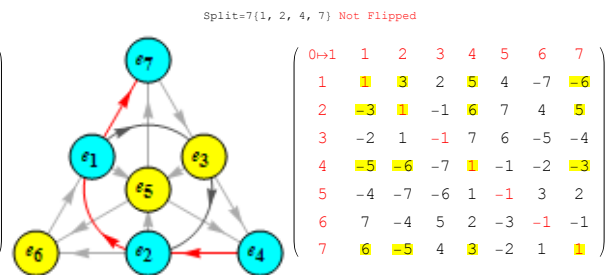 Split=7{1, 2, 4, 7} Not Flipped
e7
e1
e3
e5
e6
e2
e4
0↦1 1 2 3 4 5 6 7
1 1 3 2 5 4 −7 −6
2 −3 1 −1 6 7 4 5
3 −2 1 −1 7 6 −5 −4
4 −5 −6 −7 1 −1 −2 −3
5 −4 −7 −6 1 −1 3 2
6 7 −4 5 2 −3 −1 −1
7 6 −5 4 3 −2 1 1